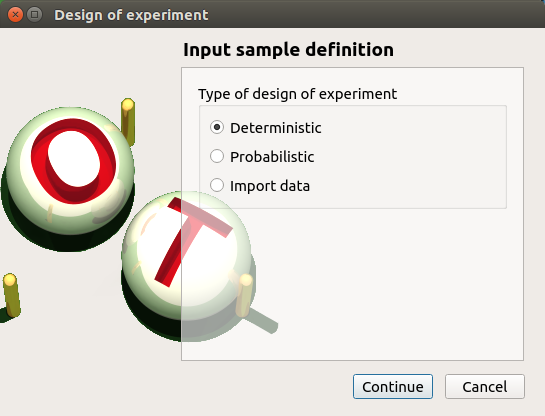 Design of experiment
Input sample definition
Type of design of experiment
Deterministic
Probabilistic
Import data
O
T
Continue
Cancel